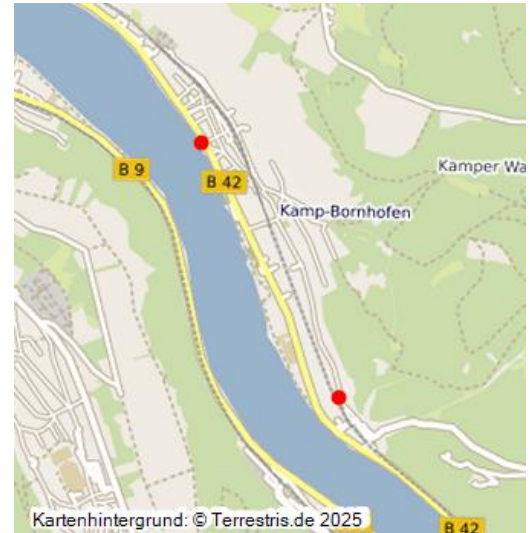 B 9
B 42
Kamper Wa
Kamp-Bornhofen
Kartenhintergrund: © Terrestris.de 2025
B 42